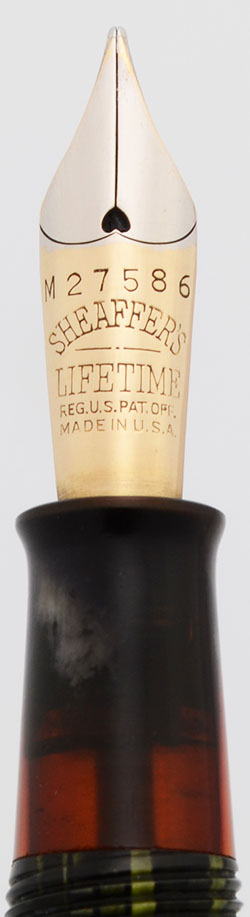 M27586
SHEAFFER'S
LIFETIME
REG.U.S.PAT.OFF.
MADE IN U.S.A.